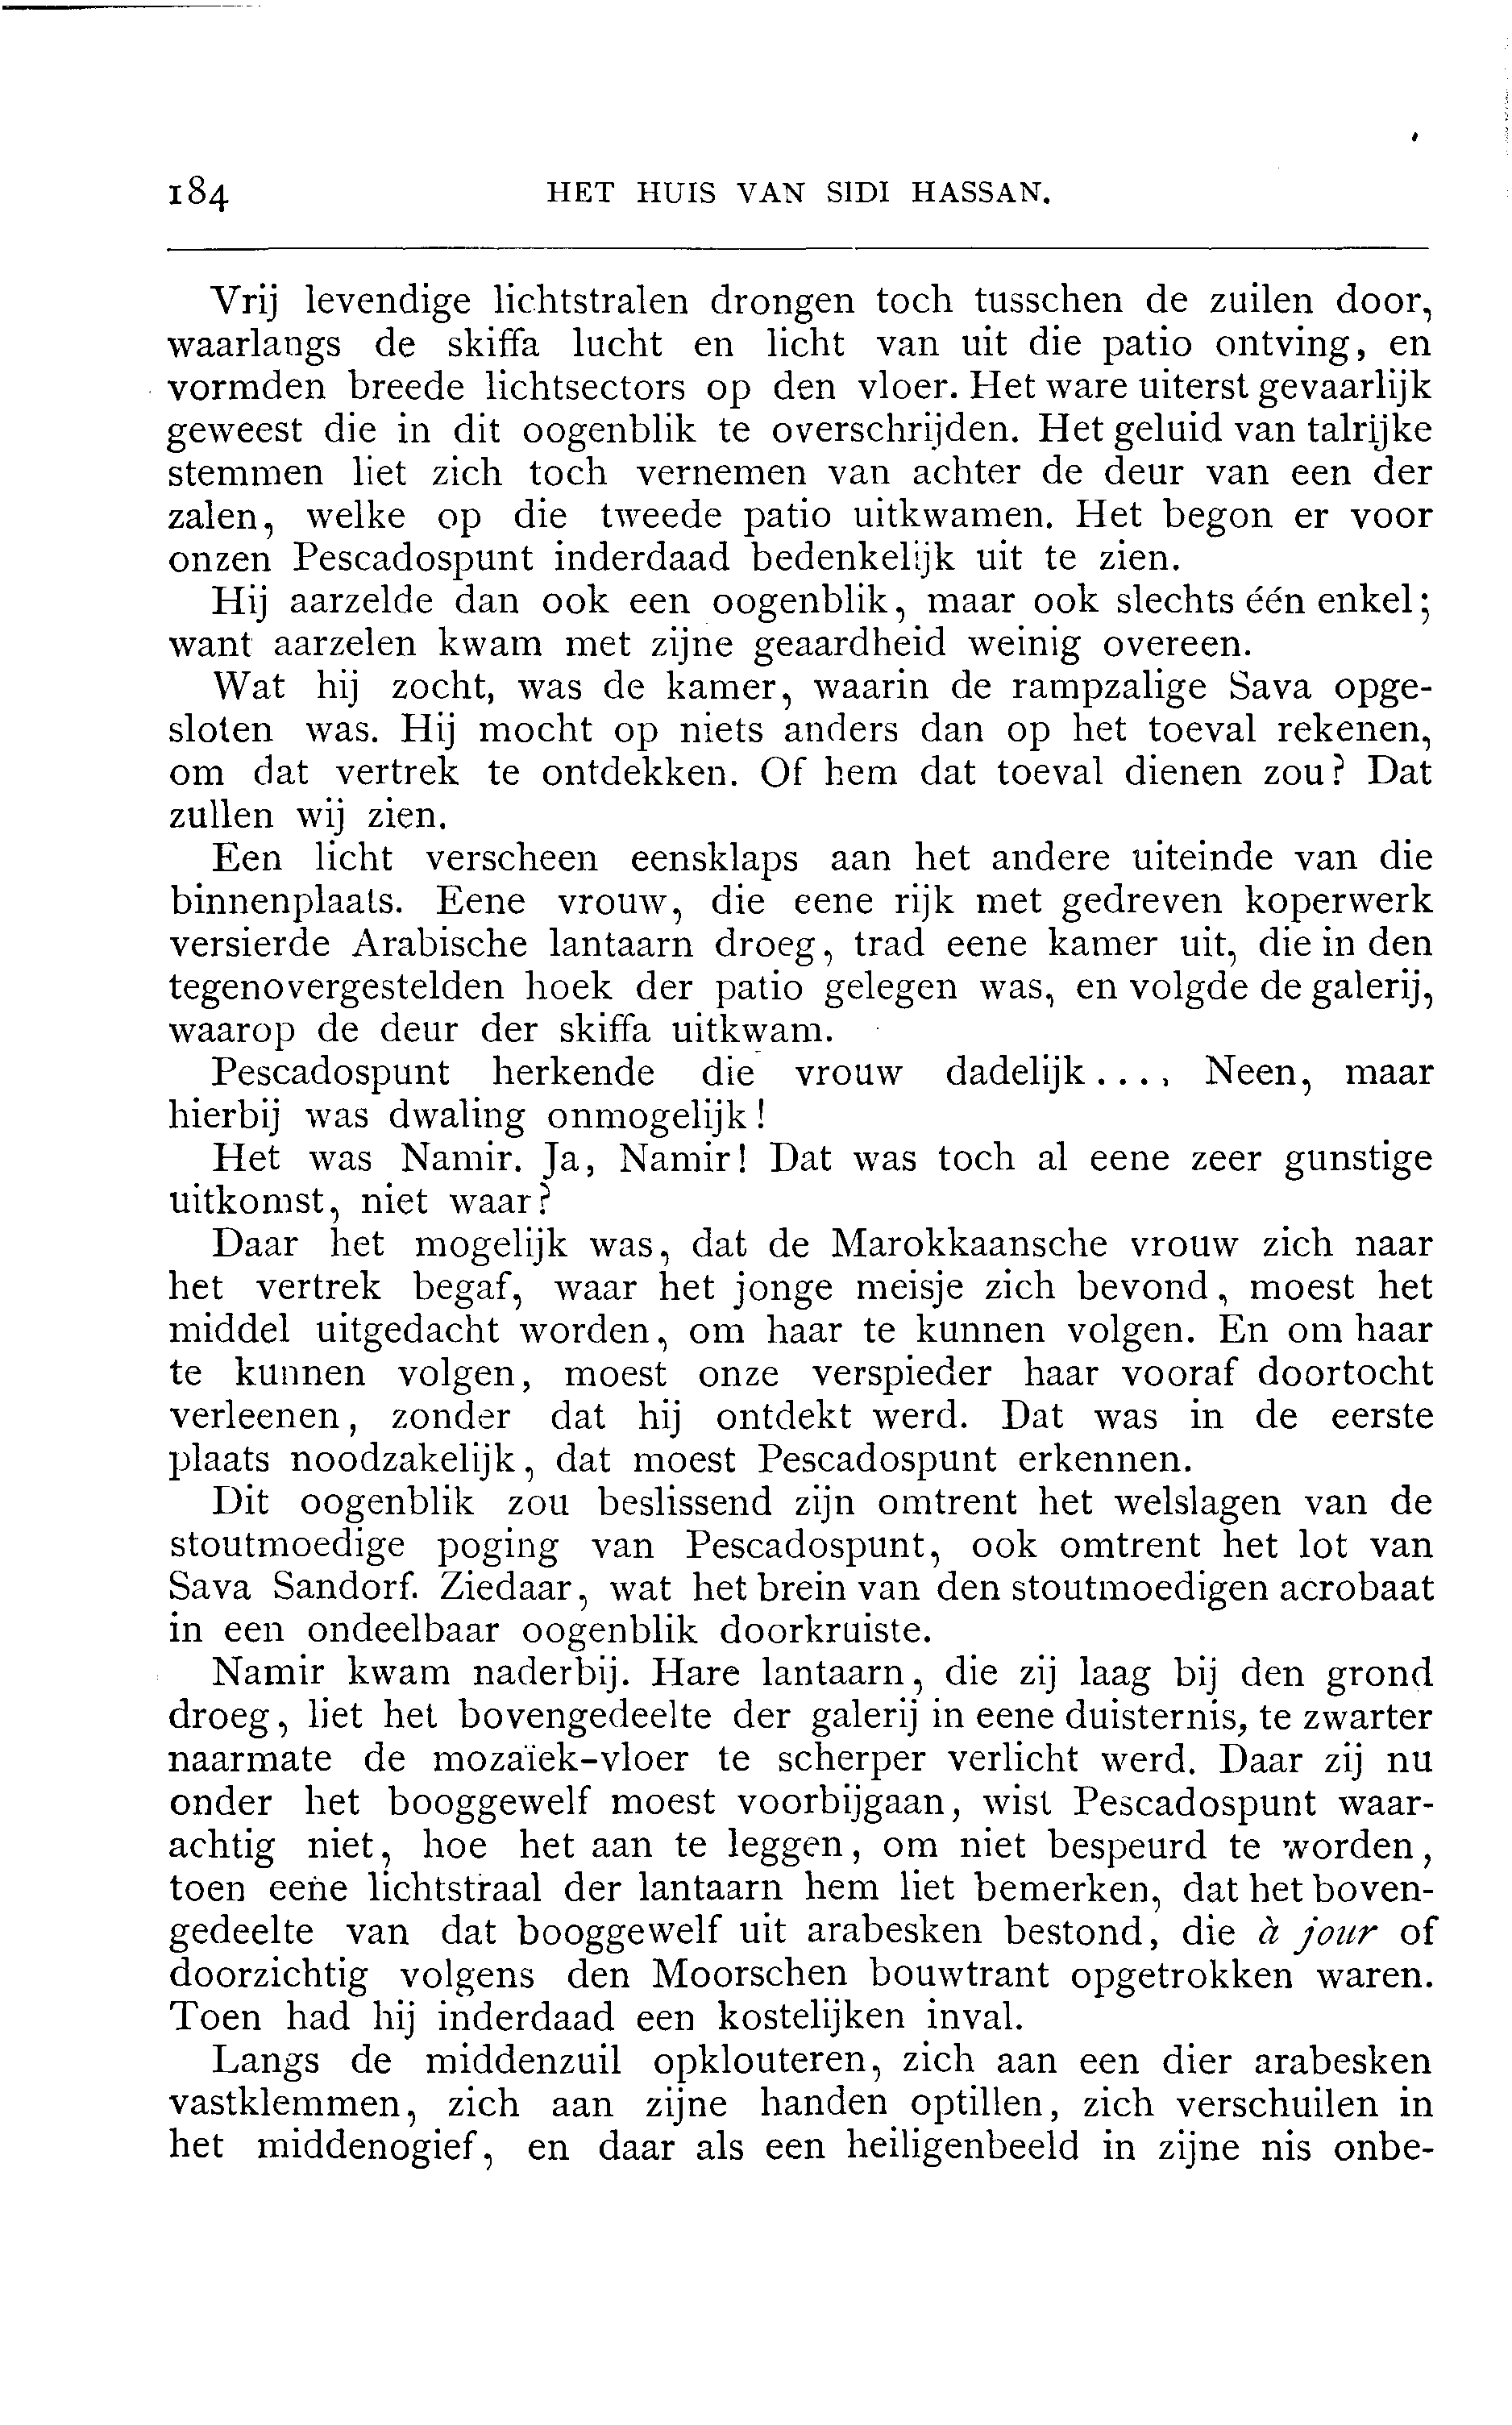 184 HET HUIS VAN SIDI HASSAN.
Vrij levendige lichtstralen drongen toch tusschen de zuilen door,
waarlangs de skiffa lucht en licht van uit die patio ontving, en
vormden breede lichtsectors op den vloer. Het ware uiterst gevaarlijk
geweest die in dit oogenblik te overschrijden. Het geluid van talrijke
stemmen liet zich toch vernemen van achter de deur van een der
zalen, welke op die tweede patio uitkwamen. Het begon er voor
onzen Pescadospunt inderdaad bedenkelijk uit te zien.
Hij aarzelde dan ook een oogenblik, maar ook slechts één enkel;
want aarzelen kwam met zijne geaardheid weinig overeen.
Wat hij zocht, was de kamer, waarin de rampzalige Sava opge-
sloten was. Hij mocht op niets anders dan op het toeval rekenen,
om dat vertrek te ontdekken. Of hem dat toeval dienen zou? Dat
zullen wij zien.
Een licht verscheen eensklaps aan het andere uiteinde van die
binnenplaats. Eene vrouw, die eene rijk met gedreven koperwerk
versierde Arabische lantaarn droeg, trad eene kamer uit, die in den
tegenovergestelden hoek der patio gelegen was, en volgde de galerij,
waarop de deur der skiffa uitkwam.
Pescadospunt herkende die vrouw dadelijk.... Neen, maar
hierbij was dwaling onmogelijk!
Het was Namir. Ja, Namir! Dat was toch al eene zeer gunstige
uitkomst, niet waar?
Daar het mogelijk was, dat de Marokkaansche vrouw zich naar
het vertrek begaf, waar het jonge meisje zich bevond, moest het
middel uitgedacht worden, om haar te kunnen volgen. En om haar
te kunnen volgen, moest onze verspieder haar vooraf doortocht
verleenen, zonder dat hij ontdekt werd. Dat was in de eerste
plaats noodzakelijk, dat moest Pescadospunt erkennen.
Dit oogenblik zou beslissend zijn omtrent het welslagen van de
stoutmoedige poging van Pescadospunt, ook omtrent het lot van
Sava Sandorf. Ziedaar, wat het brein van den stoutmoedigen acrobaat
in een ondeelbaar oogenblik doorkruiste.
Namir kwam naderbij. Hare lantaarn, die zij laag bij den grond
droeg, liet het bovengedeelte der galerij in eene duisternis, te zwarter
naarmate de mozaïek-vloer te scherper verlicht werd. Daar zij nu
onder het booggewelf moest voorbijgaan, wist Pescadospunt waar-
achtig niet, hoe het aan te leggen, om niet bespeurd te worden,
toen eene lichtstraal der lantaarn hem liet bemerken, dat het boven-
gedeelte van dat booggewelf uit arabesken bestond, die à jour of
doorzichtig volgens den Moorschen bouwtrant opgetrokken waren.
Toen had hij inderdaad een kostelijken inval.
Langs de middenzuil opklouteren, zich aan een dier arabesken
vastklemmen, zich aan zijne handen optillen, zich verschuilen in
het middenogief, en daar als een heiligenbeeld in zijne nis onbe-